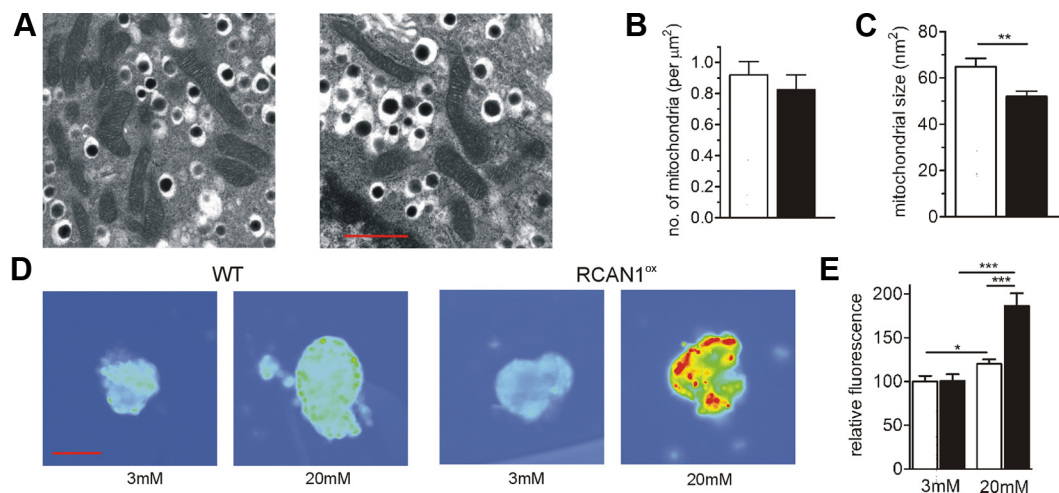 A
B
no. of mitochondria (per μm²)
1.0
0.8
0.6
0.4
0.2
0.0
C
mitochondrial size (nm²)
**
80
60
40
20
0
D
WT
RCAN1ᵒˣ
3mM
20mM
3mM
20mM
E
relative fluorescence
***
***
*
200
150
100
50
0
3mM
20mM